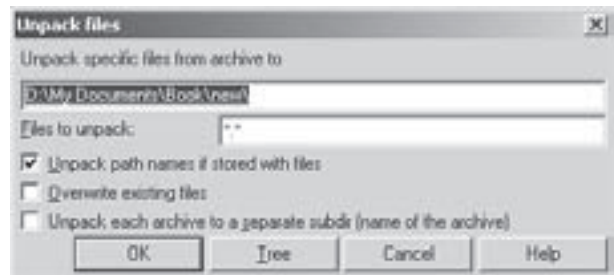 Unpack files
Unpack specific files from archive to
D:\My Documents\Book\new\
Files to unpack: *.*
Unpack path names if stored with files
Overwrite existing files
Unpack each archive to a separate subdir (name of the archive)
OK Tree Cancel Help